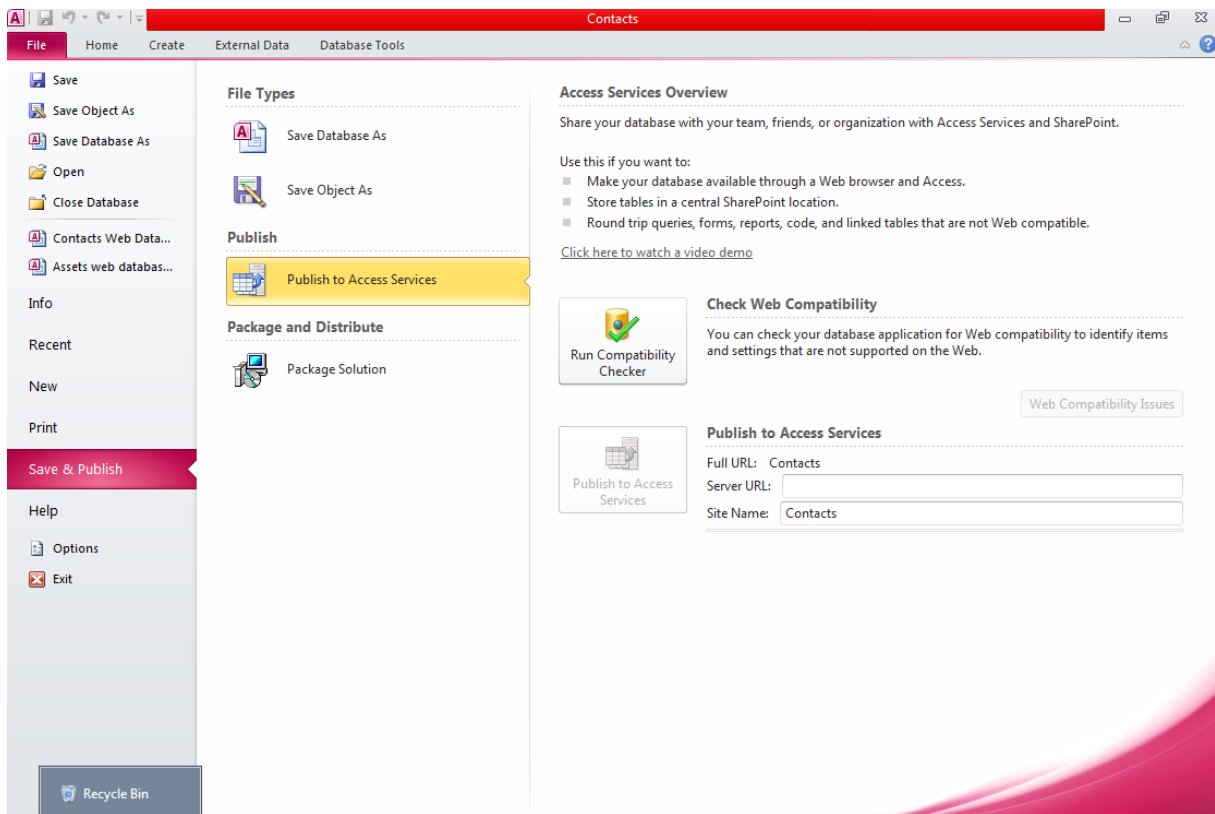 Contacts
File Home Create External Data Database Tools
Save
Save Object As
Save Database As
Open
Close Database
Contacts Web Data...
Assets web databas...
Info
Recent
New
Print
Save & Publish
Help
Options
Exit
Recycle Bin
File Types
Save Database As
Save Object As
Publish
Publish to Access Services
Package and Distribute
Package Solution
Access Services Overview
Share your database with your team, friends, or organization with Access Services and SharePoint.
Use this if you want to:
Make your database available through a Web browser and Access.
Store tables in a central SharePoint location.
Round trip queries, forms, reports, code, and linked tables that are not Web compatible.
Click here to watch a video demo
Run Compatibility
Checker
Check Web Compatibility
You can check your database application for Web compatibility to identify items
and settings that are not supported on the Web.
Web Compatibility Issues
Publish to Access
Services
Publish to Access Services
Full URL: Contacts
Server URL:
Site Name: Contacts